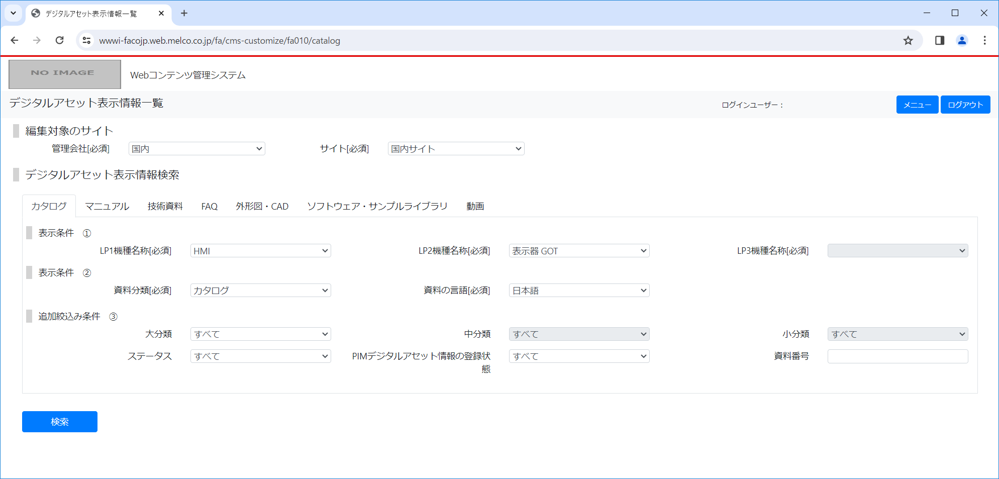 デジタルアセット表示情報一覧
wwwi-facojp.web.melco.co.jp/fa/cms-customize/fa010/catalog
NO IMAGE
Webコンテンツ管理システム
デジタルアセット表示情報一覧
ログインユーザー：
メニュー
ログアウト
編集対象のサイト
管理会社[必須] 国内 サイト[必須] 国内サイト
デジタルアセット表示情報検索
カタログ マニュアル 技術資料 FAQ 外形図・CAD ソフトウェア・サンプルライブラリ 動画
表示条件 ①
LP1機種名称[必須] HMI LP2機種名称[必須] 表示器 GOT LP3機種名称[必須]
表示条件 ②
資料分類[必須] カタログ 資料の言語[必須] 日本語
追加絞込み条件 ③
大分類 すべて 中分類 すべて 小分類 すべて
ステータス すべて PIMデジタルアセット情報の登録状
態 すべて 資料番号
検索